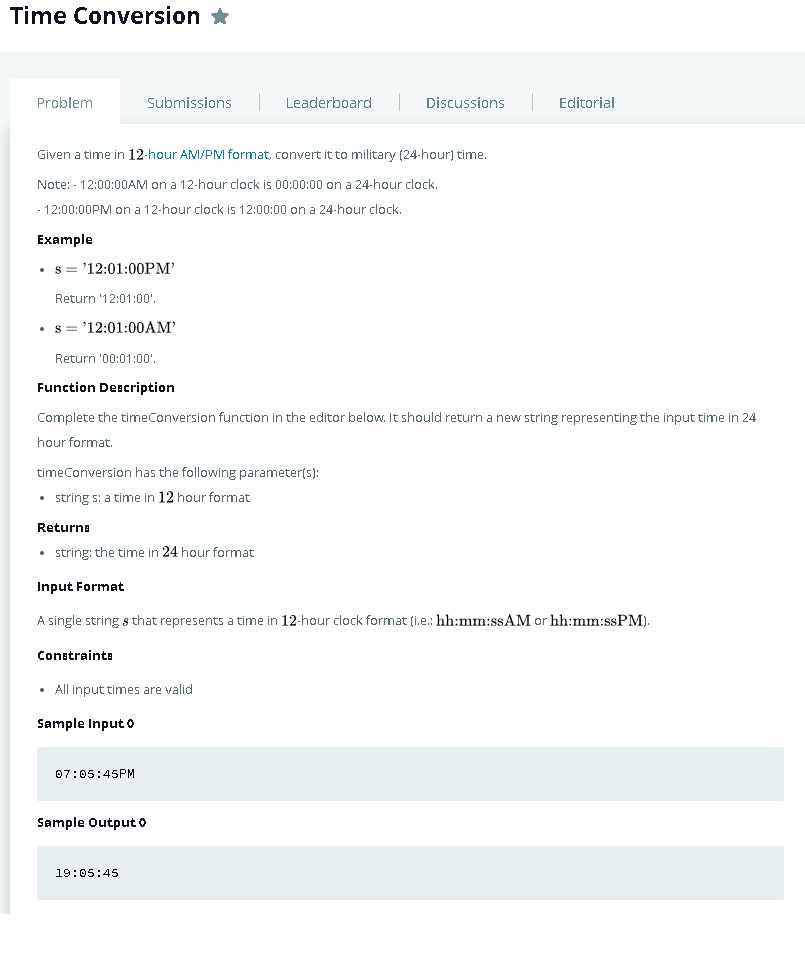 Time Conversion
Problem
Submissions
Leaderboard
Discussions
Editorial
Given a time in 12-hour AM/PM format, convert it to military (24-hour) time.
Note: - 12:00:00AM on a 12-hour clock is 00:00:00 on a 24-hour clock.
- 12:00:00PM on a 12-hour clock is 12:00:00 on a 24-hour clock.
Example
• s = '12:01:00PM'
Return '12:01:00'.
• s = '12:01:00AM'
Return '00:01:00'.
Function Description
Complete the timeConversion function in the editor below. It should return a new string representing the input time in 24
hour format.
timeConversion has the following parameter(s):
• string s: a time in 12 hour format
Returns
• string: the time in 24 hour format
Input Format
A single string s that represents a time in 12-hour clock format (i.e.: hh:mm:ssAM or hh:mm:ssPM).
Constraints
• All input times are valid
Sample Input 0
07:05:45PM
Sample Output 0
19:05:45